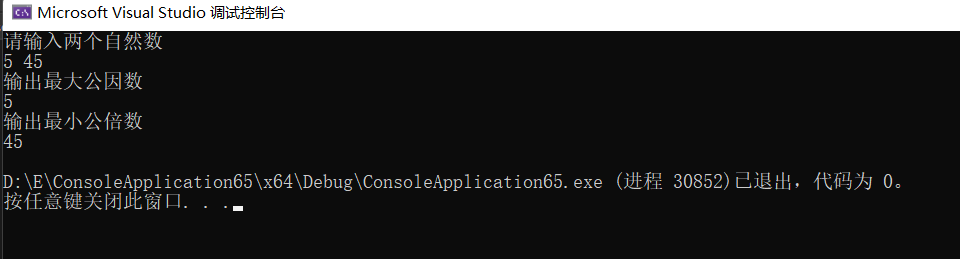 Microsoft Visual Studio 调试控制台
请输入两个自然数
5 45
输出最大公因数
5
输出最小公倍数
45
D:\E\ConsoleApplication65\x64\Debug\ConsoleApplication65.exe (进程 30852)已退出，代码为 0。
按任意键关闭此窗口. . .